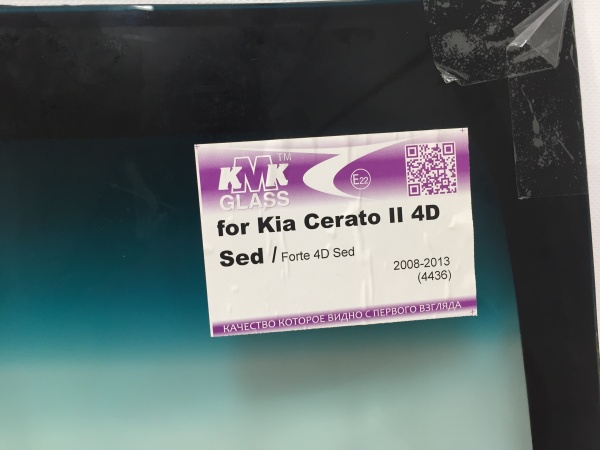 KMK™
GLASS
E22
for Kia Cerato II 4D
Sed / Forte 4D Sed
2008-2013
(4436)
КАЧЕСТВО КОТОРОЕ ВИДНО С ПЕРВОГО ВЗГЛЯДА